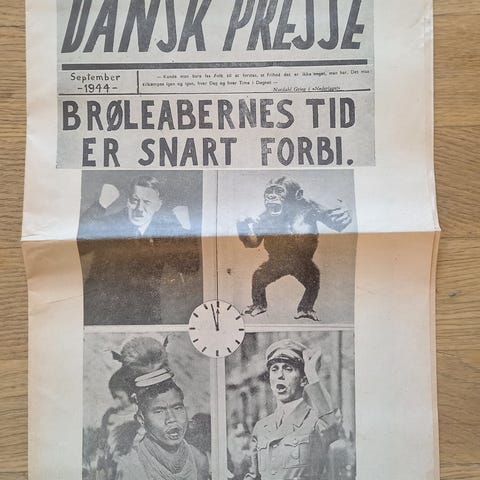 DANSK PRESSE
September
-1944-
— Kunde man bare faa Folk til at forstaa, at Frihed det er ikke noget, man har. Det maa
tilkæmpes igen og igen, hver Dag og hver Time i Døgnet
Nordahl Grieg i »Nederlaget«
BRØLEABERNES TID
ER SNART FORBI.